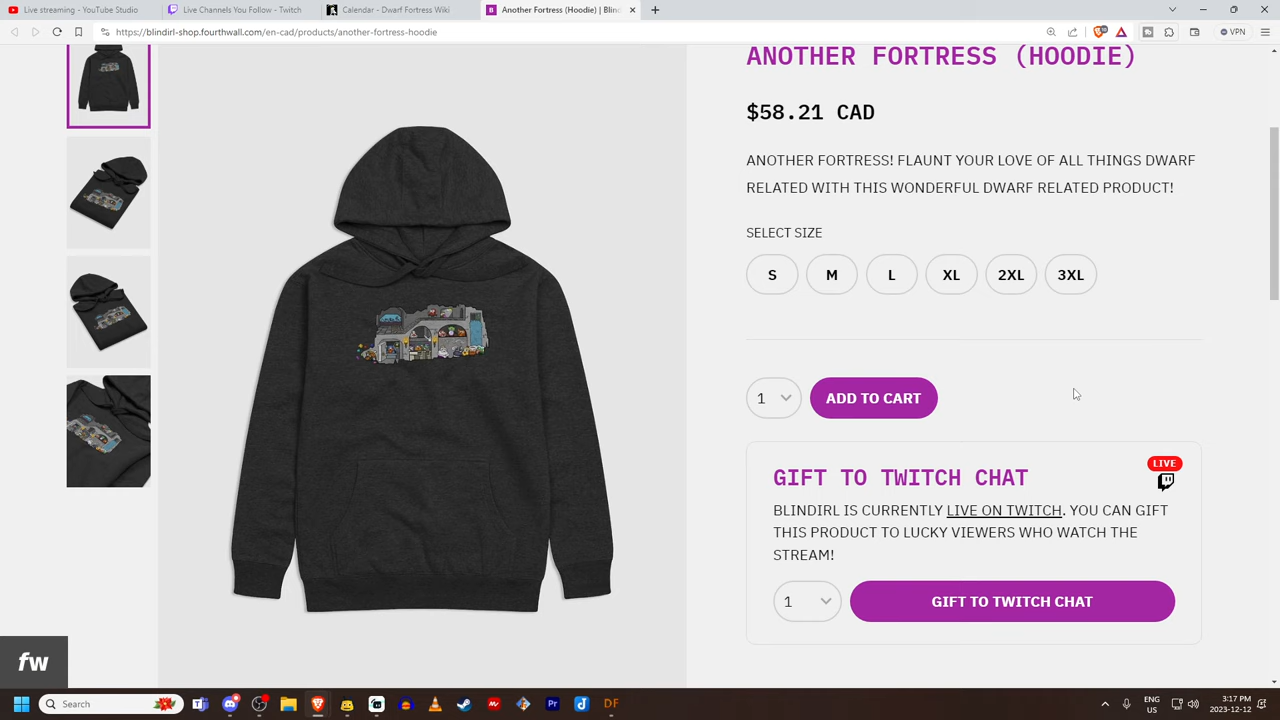 Live streaming - YouTube Studio
Live Channels You Follow - Twitch
Calendar - Dwarf Fortress Wiki
Another Fortress (Hoodie) | Blind
https://blindirl-shop.fourthwall.com/en-cad/products/another-fortress-hoodie
VPN
ANOTHER FORTRESS (HOODIE)
$58.21 CAD
ANOTHER FORTRESS! FLAUNT YOUR LOVE OF ALL THINGS DWARF
RELATED WITH THIS WONDERFUL DWARF RELATED PRODUCT!
SELECT SIZE
S M L XL 2XL 3XL
1 ADD TO CART
LIVE
GIFT TO TWITCH CHAT
BLINDIRL IS CURRENTLY LIVE ON TWITCH. YOU CAN GIFT
THIS PRODUCT TO LUCKY VIEWERS WHO WATCH THE
STREAM!
1 GIFT TO TWITCH CHAT
fw
Search
Pr
DF
ENG
US
3:17 PM
2023-12-12